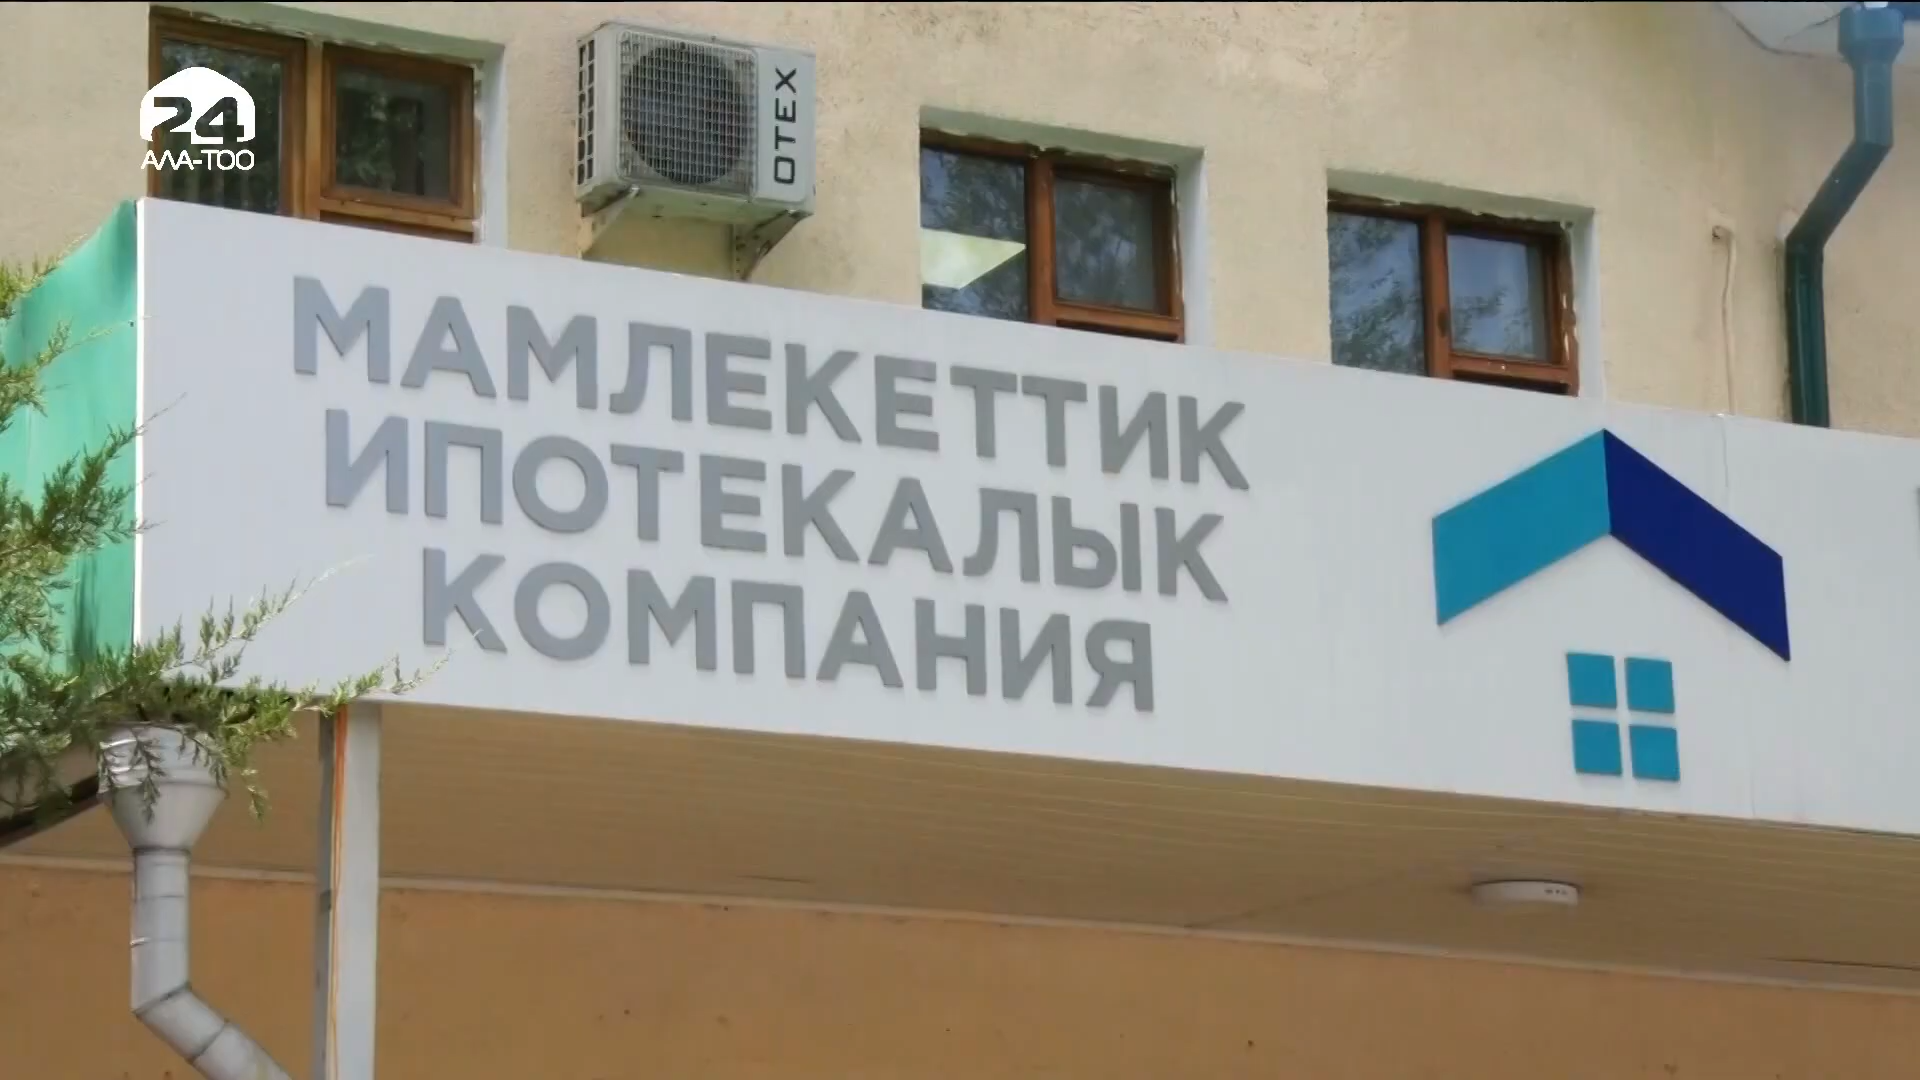 24
АЛА-ТОО
OTEX
МАМЛЕКЕТТИК
ИПОТЕКАЛЫК
КОМПАНИЯ